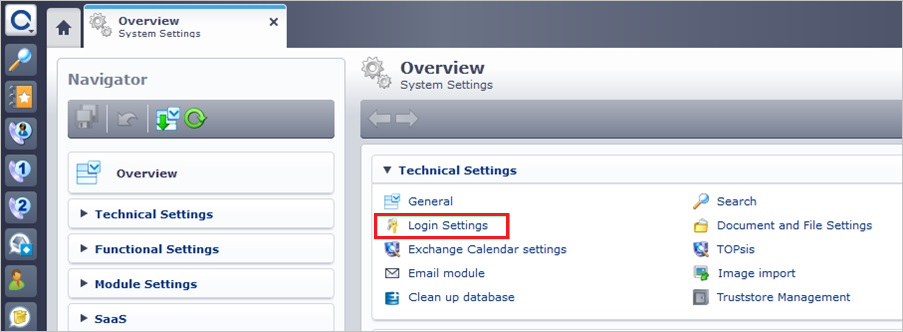 Overview
System Settings
Navigator
Overview
Technical Settings
Functional Settings
Module Settings
SaaS
Overview
System Settings
Technical Settings
General
Login Settings
Exchange Calendar settings
Email module
Clean up database
Search
Document and File Settings
TOPsis
Image import
Truststore Management
1
2